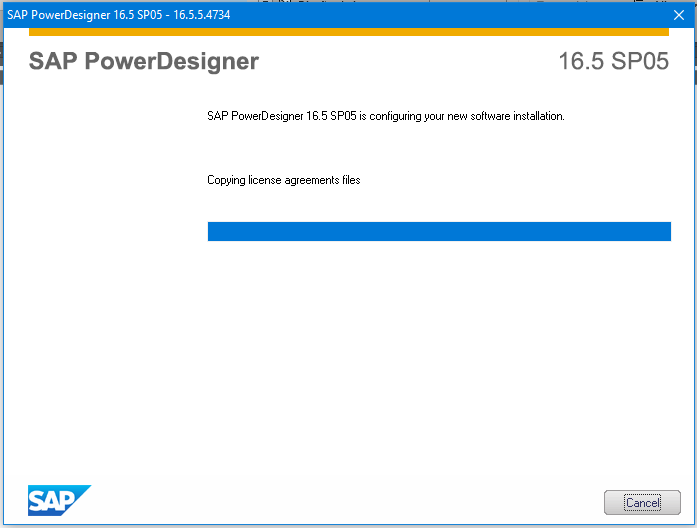 SAP PowerDesigner 16.5 SP05 - 16.5.5.4734
SAP PowerDesigner
16.5 SP05
SAP PowerDesigner 16.5 SP05 is configuring your new software installation.
Copying license agreements files
SAP
Cancel